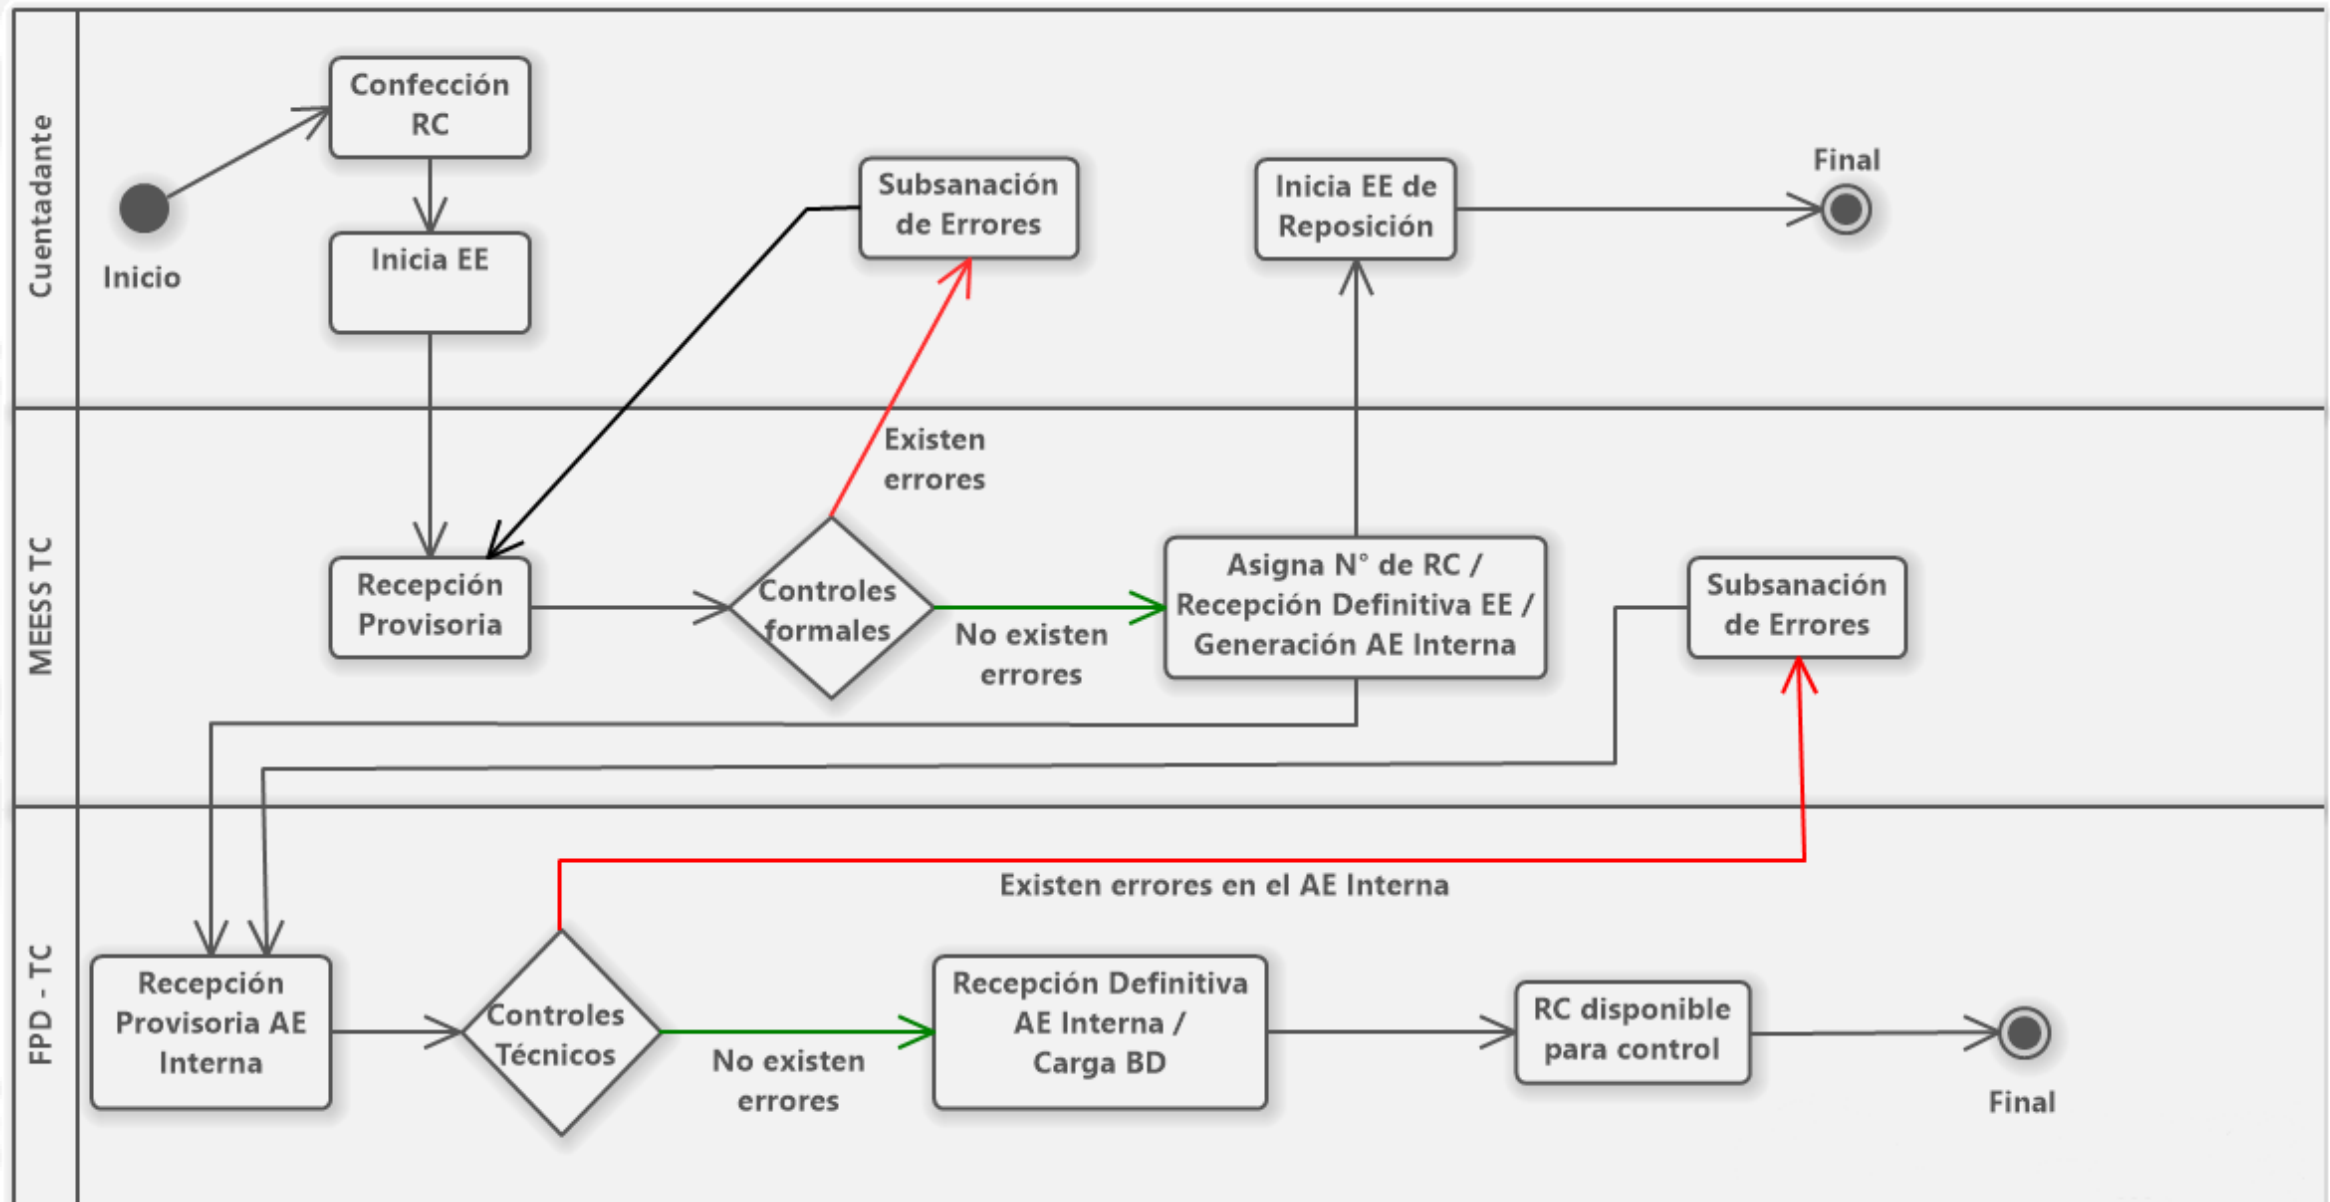 Cuentadante
Inicio
Confección
RC
Inicia EE
Subsanación
de Errores
Inicia EE de
Reposición
Final
MEESS TC
Recepción
Provisoria
Controles
formales
Existen
errores
No existen
errores
Asigna N° de RC /
Recepción Definitiva EE /
Generación AE Interna
Subsanación
de Errores
FPD - TC
Recepción
Provisoria AE
Interna
Controles
Técnicos
Existen errores en el AE Interna
No existen
errores
Recepción Definitiva
AE Interna /
Carga BD
RC disponible
para control
Final